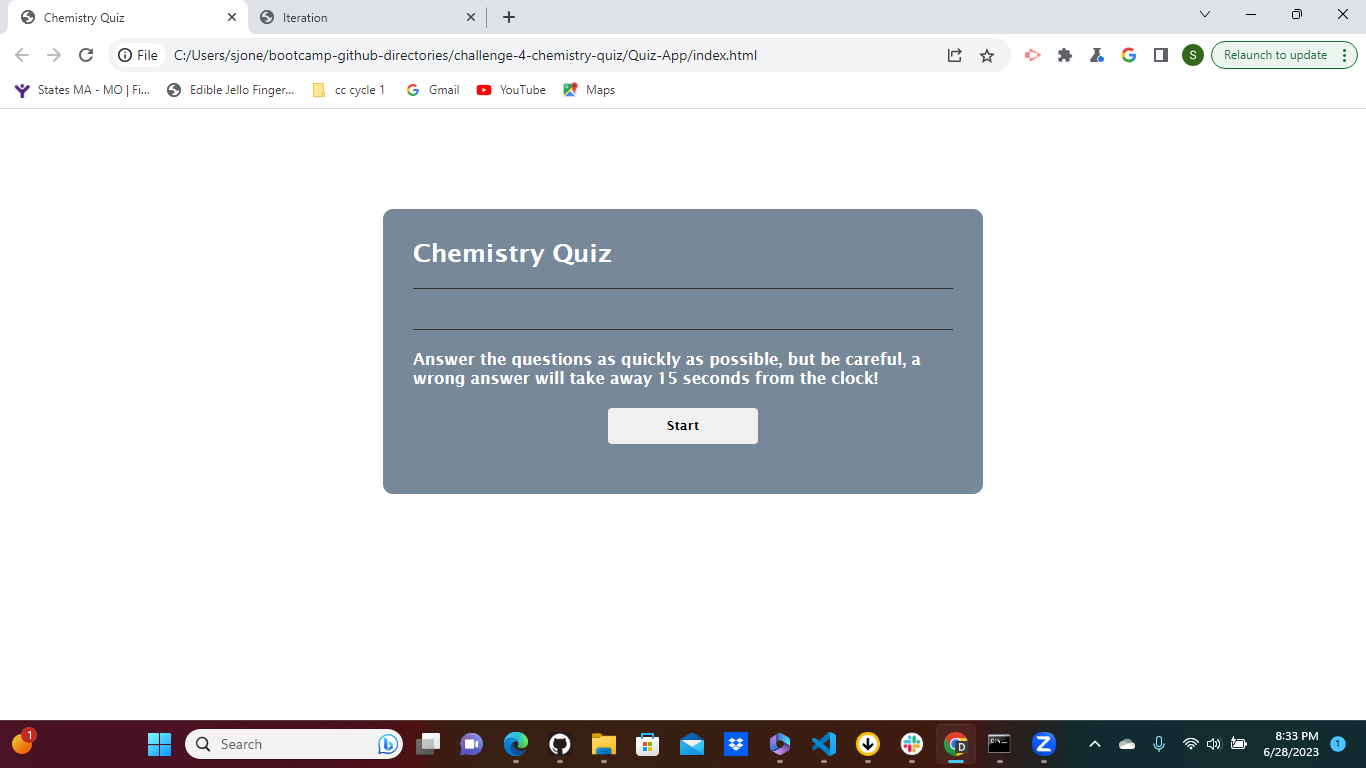 Chemistry Quiz
Iteration
File
C:/Users/sjone/bootcamp-github-directories/challenge-4-chemistry-quiz/Quiz-App/index.html
S
Relaunch to update
States MA - MO | Fi...
Edible Jello Finger...
cc cycle 1
Gmail
YouTube
Maps
Chemistry Quiz
Answer the questions as quickly as possible, but be careful, a
wrong answer will take away 15 seconds from the clock!
Start
1
Search
D
8:33 PM
6/28/2023
1